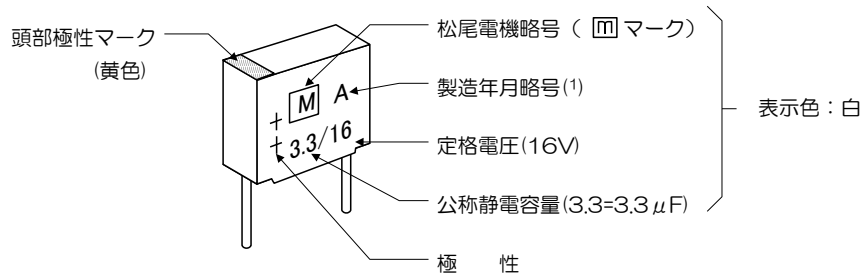 頭部極性マーク
(黄色)
松尾電機略号 ( m マーク)
製造年月略号(1)
定格電圧(16V)
公称静電容量(3.3=3.3μF)
極 性
表示色：白
M A
+
+ 3.3/16